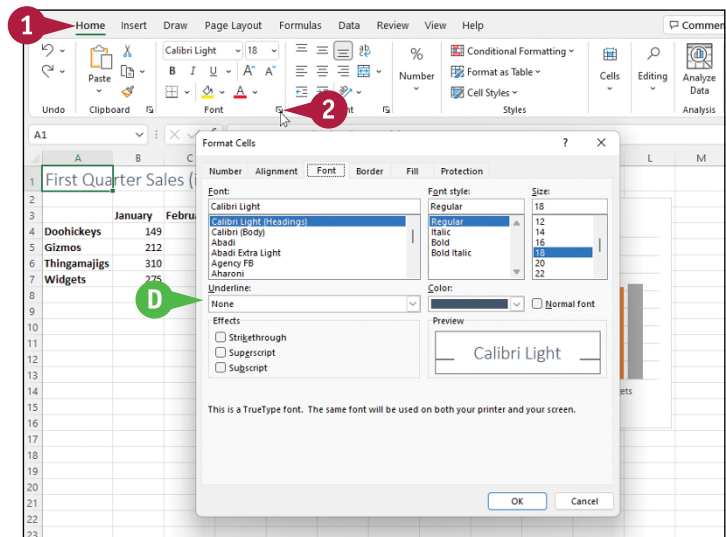 1
Home Insert Draw Page Layout Formulas Data Review View Help Commen
Calibri Light 18
Paste
B I U A A
A
ab
%
Number
Conditional Formatting
Format as Table
Cell Styles
Cells
Editing
Analyze
Data
Undo Clipboard Font Styles Analysis
2
A1
Format Cells ? X
A B C L M
Number Alignment Font Border Fill Protection
1 First Quarter Sales
2
3 January
4 Doohickeys 149
5 Gizmos 212
6 Thingamajigs 310
7 Widgets 275
8
9
10
11
12
13
14
15
16
17
18
19
20
21
22
23
Font: Font style: Size:
Calibri Light Regular 18
Calibri Light (Headings) Regular 12
Calibri (Body) Italic 14
Abadi Bold 16
Abadi Extra Light Bold Italic 18
Agency FB 20
Aharoni 22
Underline: Color:
D
None Normal font
Effects Preview
Strikethrough
Superscript
Subscript
Calibri Light
This is a TrueType font. The same font will be used on both your printer and your screen.
OK Cancel